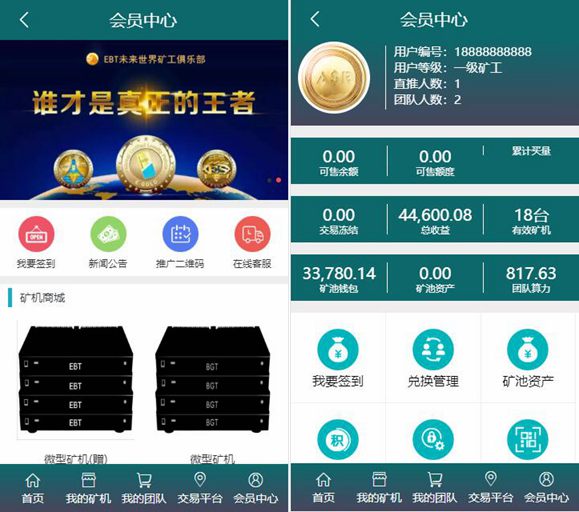 会员中心
EBT未来世界矿工俱乐部
谁才是真正的王者
OPEN
我要签到
新闻公告
推广二维码
在线客服
矿机商城
EBT
EBT
EBT
EBT
BGT
BGT
BGT
BGT
微型矿机(赠)
微型矿机
首页
我的矿机
我的团队
交易平台
会员中心
会员中心
用户编号：18888888888
用户等级：一级矿工
直推人数：1
团队人数：2
0.00
可售余额
0.00
可售额度
累计买量
0.00
交易冻结
44,600.08
总收益
18台
有效矿机
33,780.14
矿池钱包
0.00
矿池资产
817.63
团队算力
我要签到
兑换管理
矿池资产
积
首页
我的矿机
我的团队
交易平台
会员中心